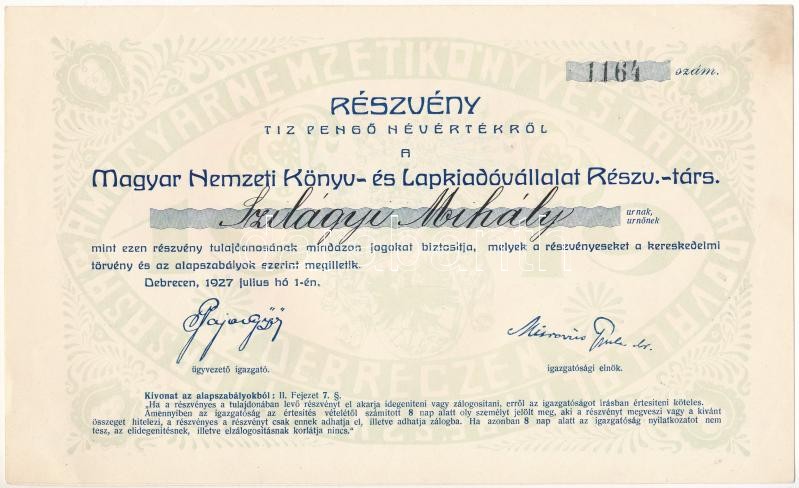 1164 szám.
RÉSZVÉNY
TIZ PENGŐ NÉVÉRTÉKRŐL
A
Magyar Nemzeti Könyv- és Lapkiadóvállalat Részv.-társ.
Szilágyi Mihály urnak,
urnőnek
mint ezen részvény tulajdonosának mindazon jogokat biztosítja, melyek a részvényeseket a kereskedelmi
törvény és az alapszabályok szerint megilletik.
Debrecen, 1927 julius hó 1-én.
ügyvezető igazgató.
igazgatósági elnök.
Kivonat az alapszabályokból: II. Fejezet 7. §.
"Ha a részvényes a tulajdonában levő részvényt el akarja idegeniteni vagy zálogositani, erről az igazgatóságot irásban értesiteni köteles.
Amennyiben az igazgatóság az értesités vételétől számitott 8 nap alatt oly személyt jelölt meg, aki a részvényt megveszi vagy a kivánt
összeget hitelezi, a részvényes a részvényt csak ennek adhatja el, illetve adhatja zálogba. Ha azonban 8 nap alatt az igazgatóság nyilatkozatot nem
tesz, az elidegenitésnek, illetve elzálogositásnak korlátja nincs."